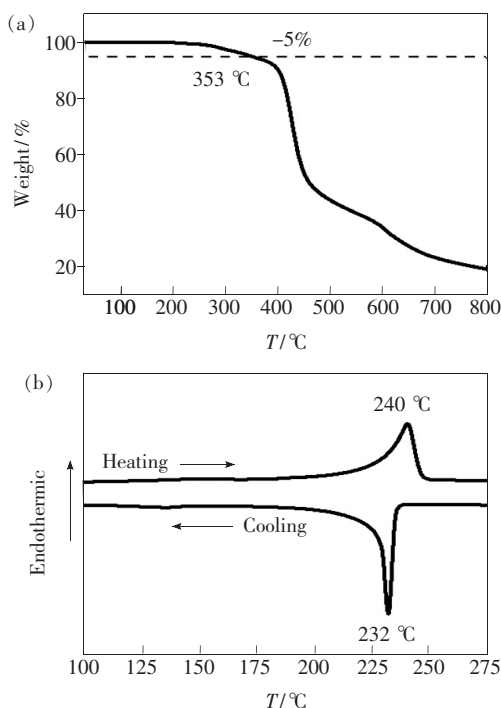 (a)
100
−5%
353 ℃
80
60
40
20
Weight/%
100 200 300 400 500 600 700 800
T/℃
(b)
240 ℃
Heating
Cooling
Endothermic
232 ℃
100 125 150 175 200 225 250 275
T/℃